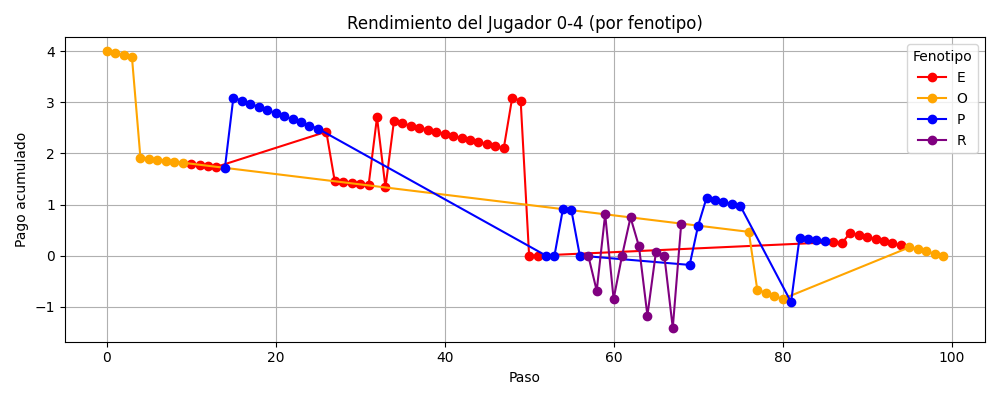 Rendimiento del Jugador 0-4 (por fenotipo)
Pago acumulado
4
3
2
1
0
−1
Fenotipo
E
O
P
R
0
20
40
60
80
100
Paso